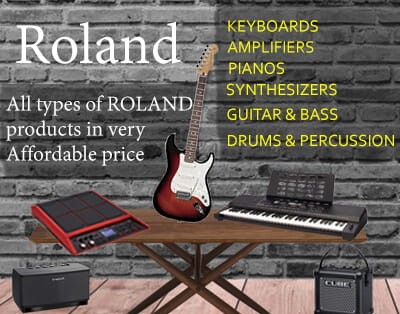 Roland
All types of ROLAND
products in very
Affordable price
KEYBOARDS
AMPLIFIERS
PIANOS
SYNTHESIZERS
GUITAR & BASS
DRUMS & PERCUSSION
CUBE